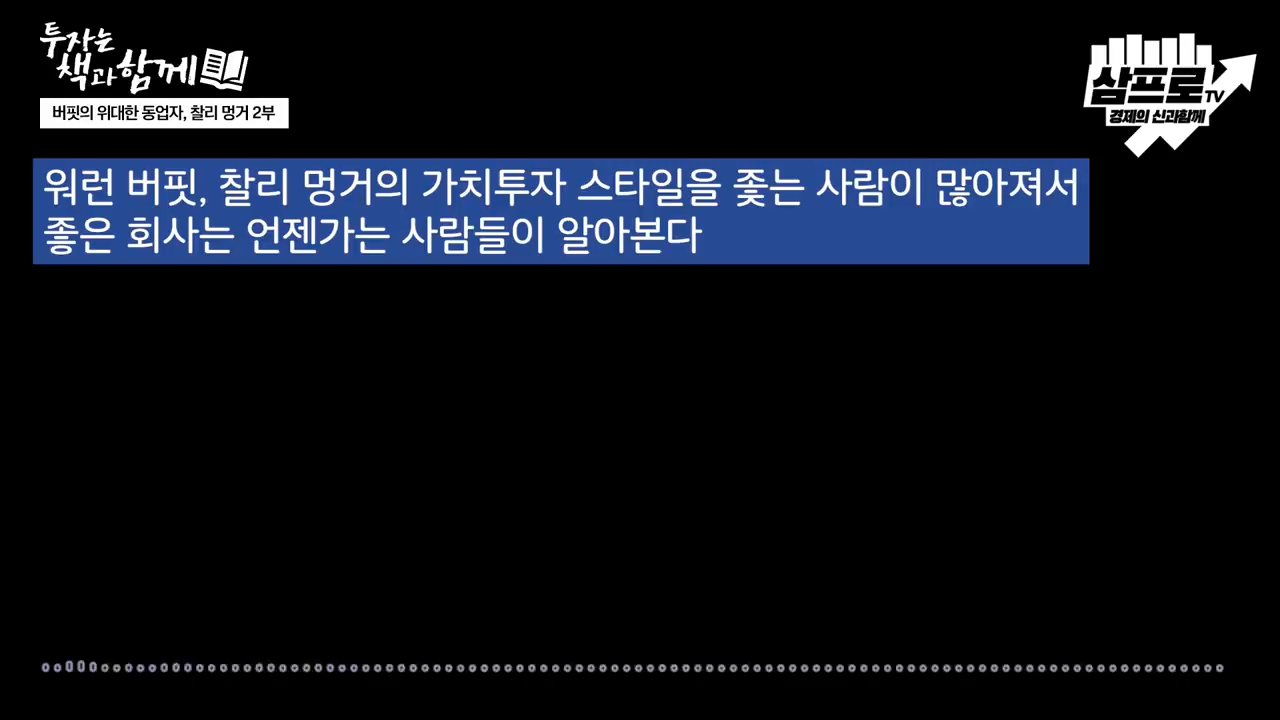 투자는
책과 함께
버핏의 위대한 동업자, 찰리 멍거 2부
삼프로TV
경제의 신과함께
워런 버핏, 찰리 멍거의 가치투자 스타일을 좇는 사람이 많아져서
좋은 회사는 언젠가는 사람들이 알아본다